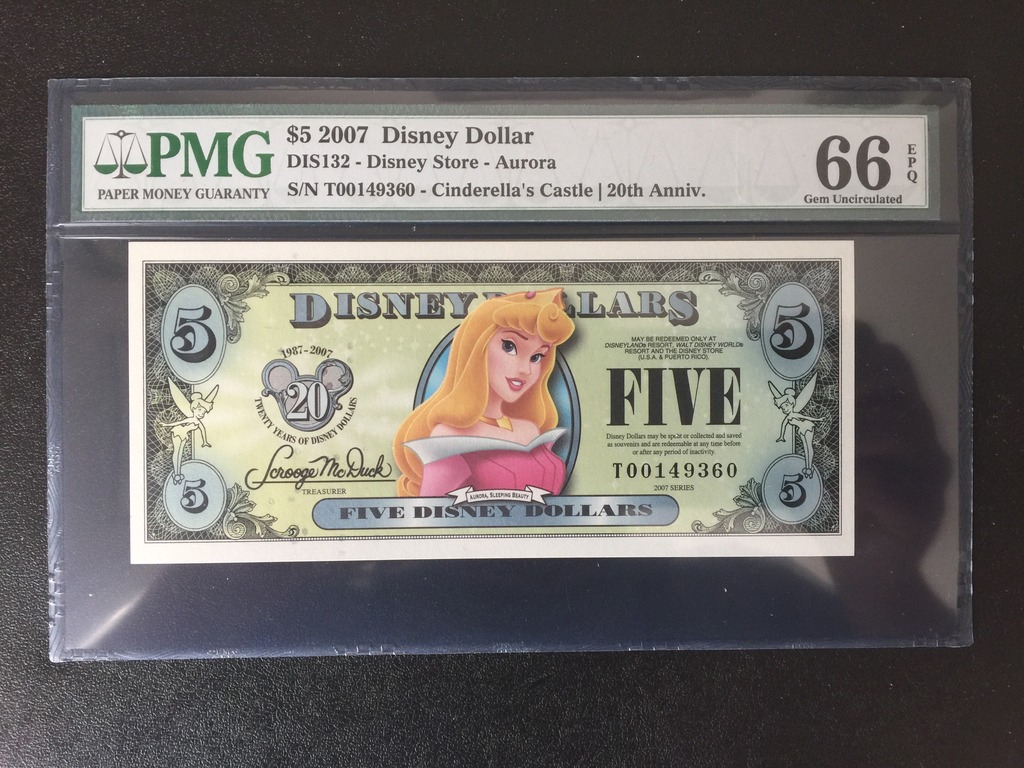 PMG
PAPER MONEY GUARANTY
$5 2007 Disney Dollar
DIS132 - Disney Store - Aurora
S/N T00149360 - Cinderella's Castle | 20th Anniv.
66
EPQ
Gem Uncirculated
5
DISNEY DOLLARS
5
1987-2007
20
TWENTY YEARS OF DISNEY DOLLARS
MAY BE REDEEMED ONLY AT
DISNEYLAND® RESORT, WALT DISNEY WORLD®
RESORT AND THE DISNEY STORE
(U.S.A. & PUERTO RICO).
FIVE
Disney Dollars may be spent or collected and saved
as souvenirs and are redeemable at any time before
or after any period of inactivity.
Scrooge McDuck
TREASURER
T00149360
2007 SERIES
5
AURORA, SLEEPING BEAUTY
5
FIVE DISNEY DOLLARS